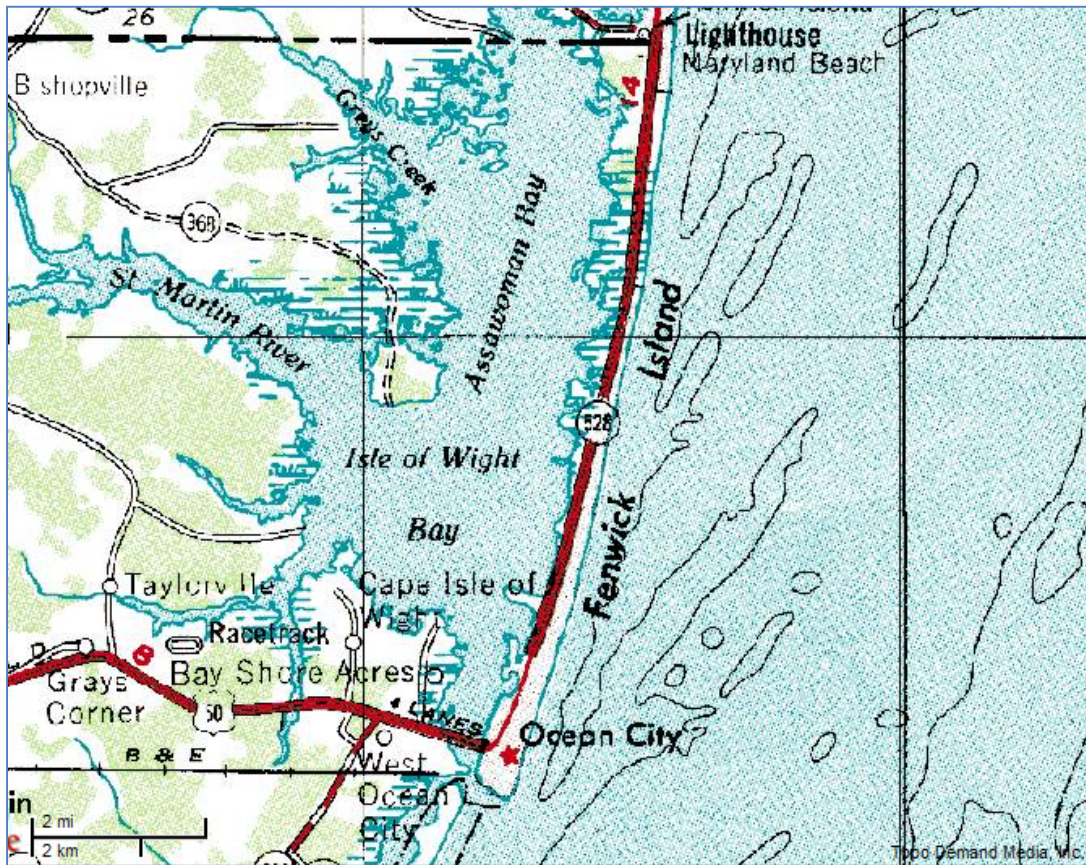 26
Lighthouse
Maryland Beach
Bishopville
14
Greys Creek
Assawoman Bay
368
St. Martin River
Island
528
Isle of Wight
Bay
Fenwick
Taylorville
Cape Isle of
Wight
Racetrack
8
Bay Shore Acres
Grays
Corner
50
4 LANES
Ocean City
B & E
West
Ocean
City
in
e
2 mi
2 km
Topo Demand Media, Inc